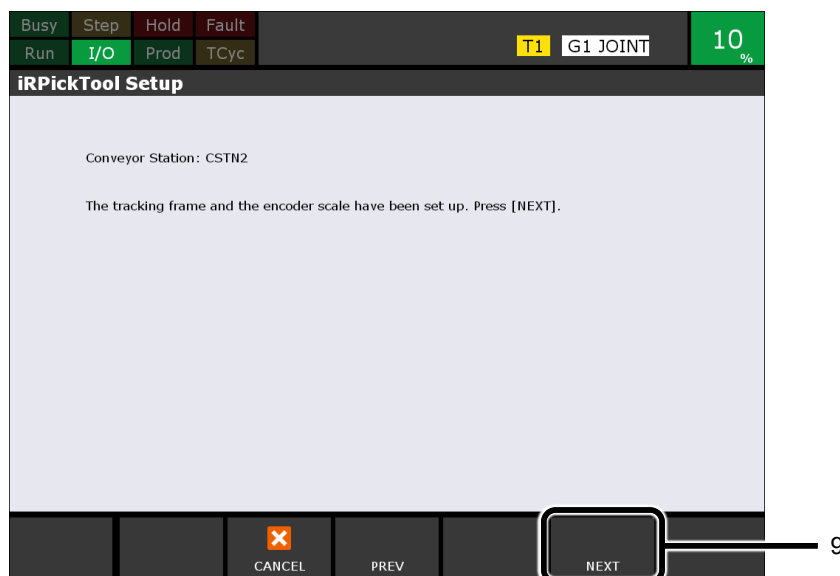 Busy Step Hold Fault
Run I/O Prod TCyc
T1 G1 JOINT
10 %
iRPickTool Setup
Conveyor Station: CSTN2
The tracking frame and the encoder scale have been set up. Press [NEXT].
CANCEL PREV NEXT
9